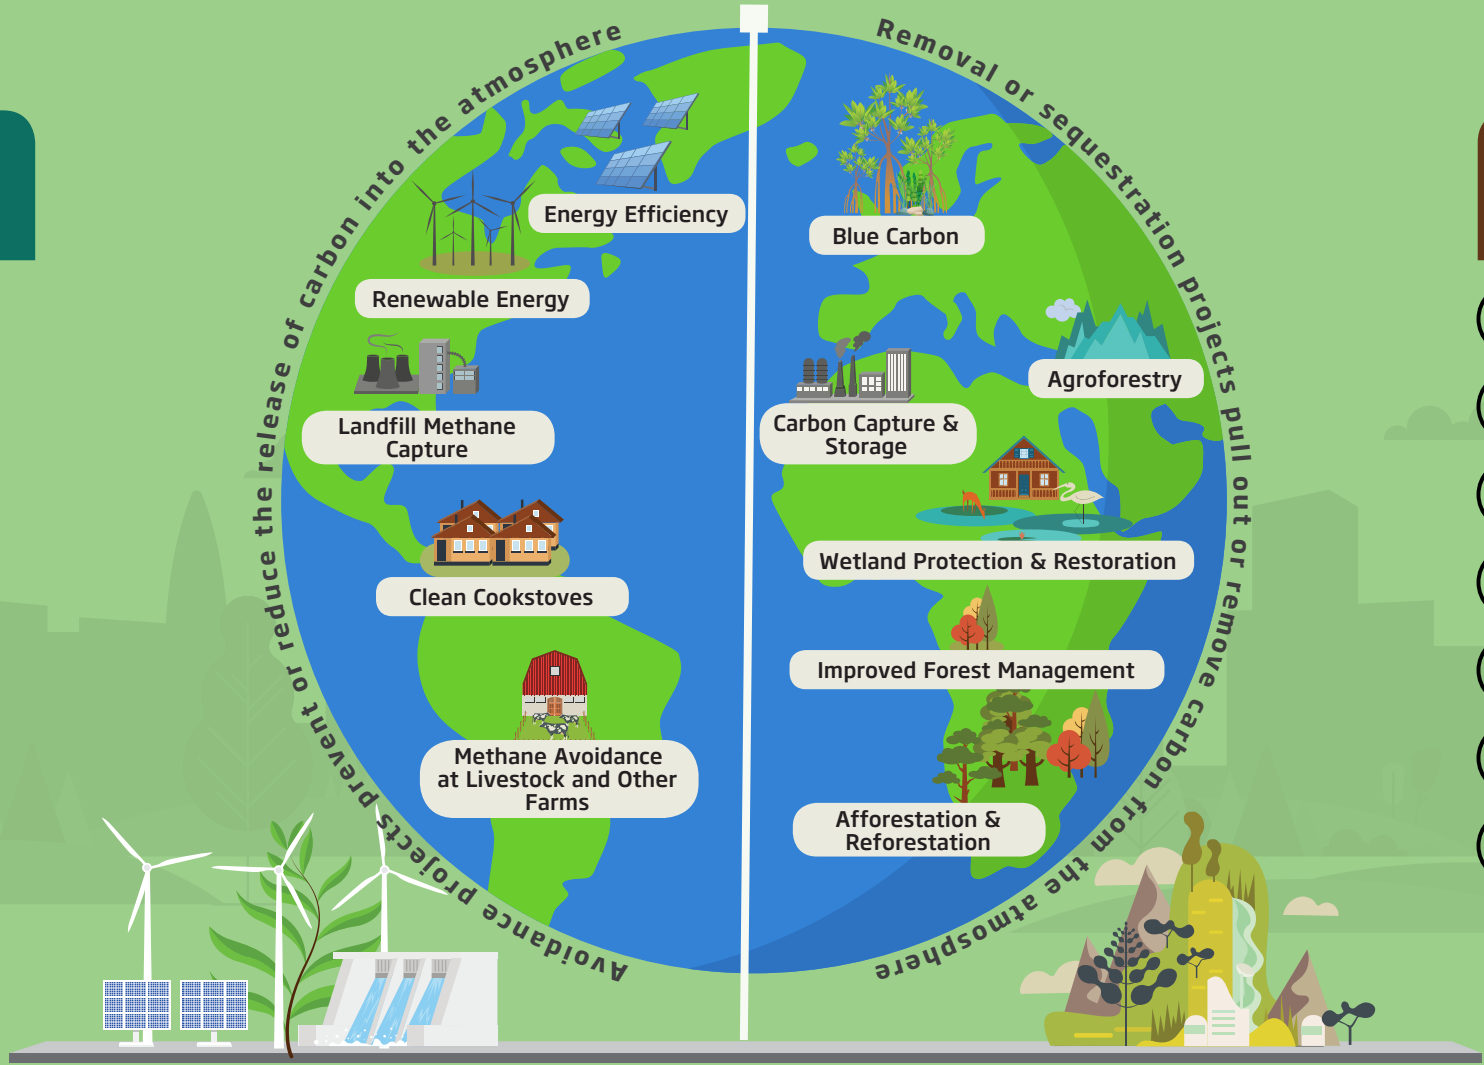 Avoidance projects prevent or reduce the release of carbon into the atmosphere
Energy Efficiency
Renewable Energy
Landfill Methane
Capture
Clean Cookstoves
Methane Avoidance
at Livestock and Other
Farms
Removal or sequestration projects pull out or remove carbon from the atmosphere
Blue Carbon
Agroforestry
Carbon Capture &
Storage
Wetland Protection & Restoration
Improved Forest Management
Afforestation &
Reforestation